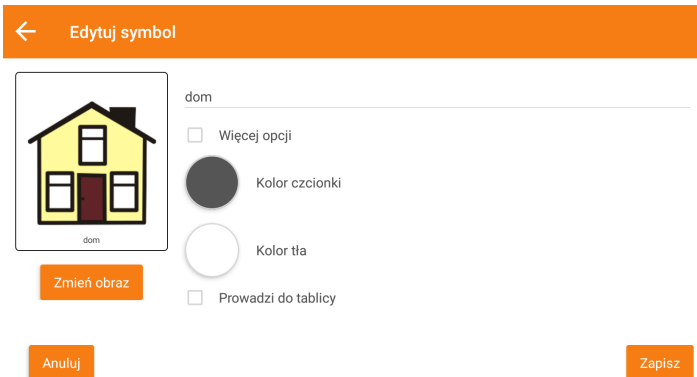 Edytuj symbol
dom
Więcej opcji
Kolor czcionki
dom
Kolor tła
Zmień obraz
Prowadzi do tablicy
Anuluj
Zapisz